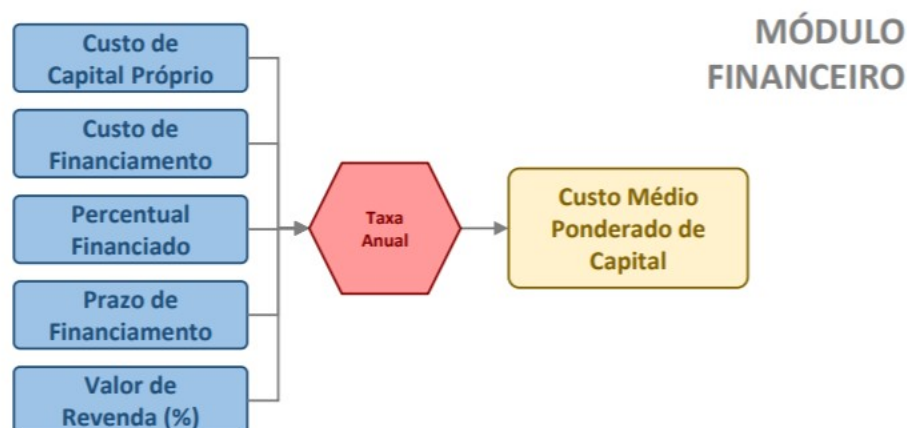 MÓDULO
FINANCEIRO
Custo de
Capital Próprio
Custo de
Financiamento
Percentual
Financiado
Prazo de
Financiamento
Valor de
Revenda (%)
Taxa
Anual
Custo Médio
Ponderado de
Capital